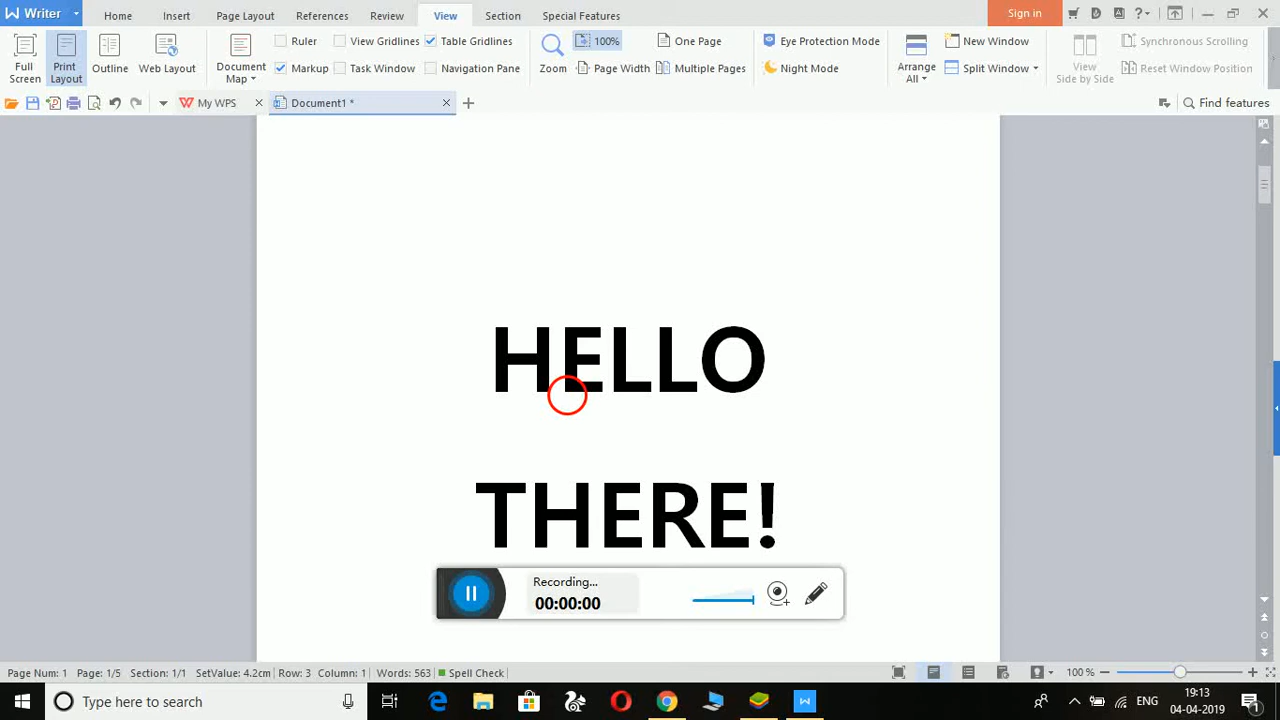 Writer Home Insert Page Layout References Review View Section Special Features Sign in
Ruler View Gridlines Table Gridlines 100% One Page Eye Protection Mode New Window Synchronous Scrolling
Full Screen Print Layout Outline Web Layout Document Map Markup Task Window Navigation Pane Zoom Page Width Multiple Pages Night Mode Arrange All Split Window View Side by Side Reset Window Position
My WPS Document1 * Find features
HELLO
THERE!
Recording...
00:00:00
Page Num: 1 Page: 1/5 Section: 1/1 SetValue: 4.2cm Row: 3 Column: 1 Words: 563 Spell Check 100 %
Type here to search ENG 19:13
04-04-2019